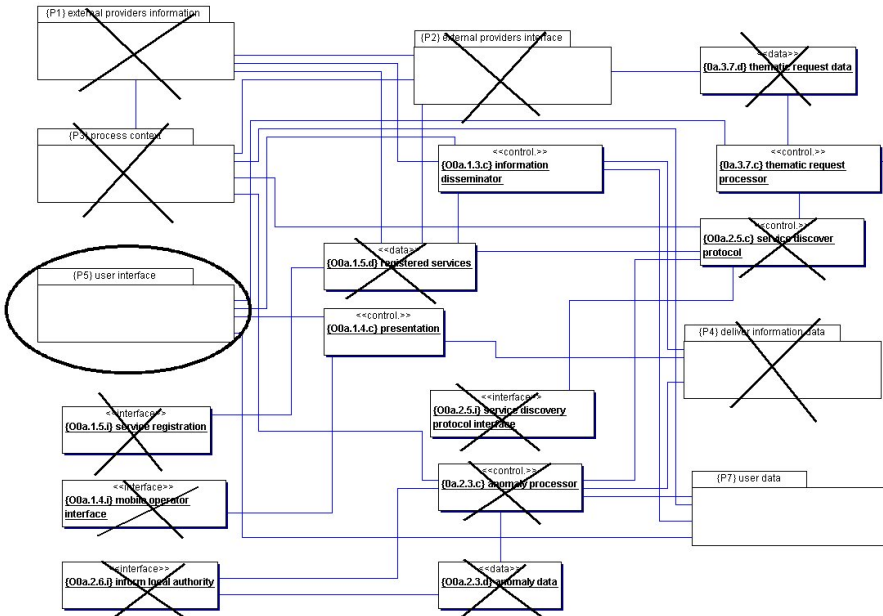 {P1} external providers information
{P2} external providers interface
<<data>>
{0a.3.7.d} thematic request data
{P3} process context
<<control.>>
{O0a.1.3.c} information
disseminator
<<control.>>
{0a.3.7.c} thematic request
processor
<<control.>>
{O0a.2.5.c} service discover
protocol
<<data>>
{O0a.1.5.d} registered services
{P5} user interface
<<control.>>
{O0a.1.4.c} presentation
{P4} deliver information data
<<interface>>
{O0a.1.5.i} service registration
<<interface>>
{O0a.2.5.i} service discovery
protocol interface
<<control.>>
{0a.2.3.c} anomaly processor
{P7} user data
<<interface>>
{O0a.1.4.i} mobile operator
interface
<<interface>>
{O0a.2.6.i} inform local authority
<<data>>
{O0a.2.3.d} anomaly data